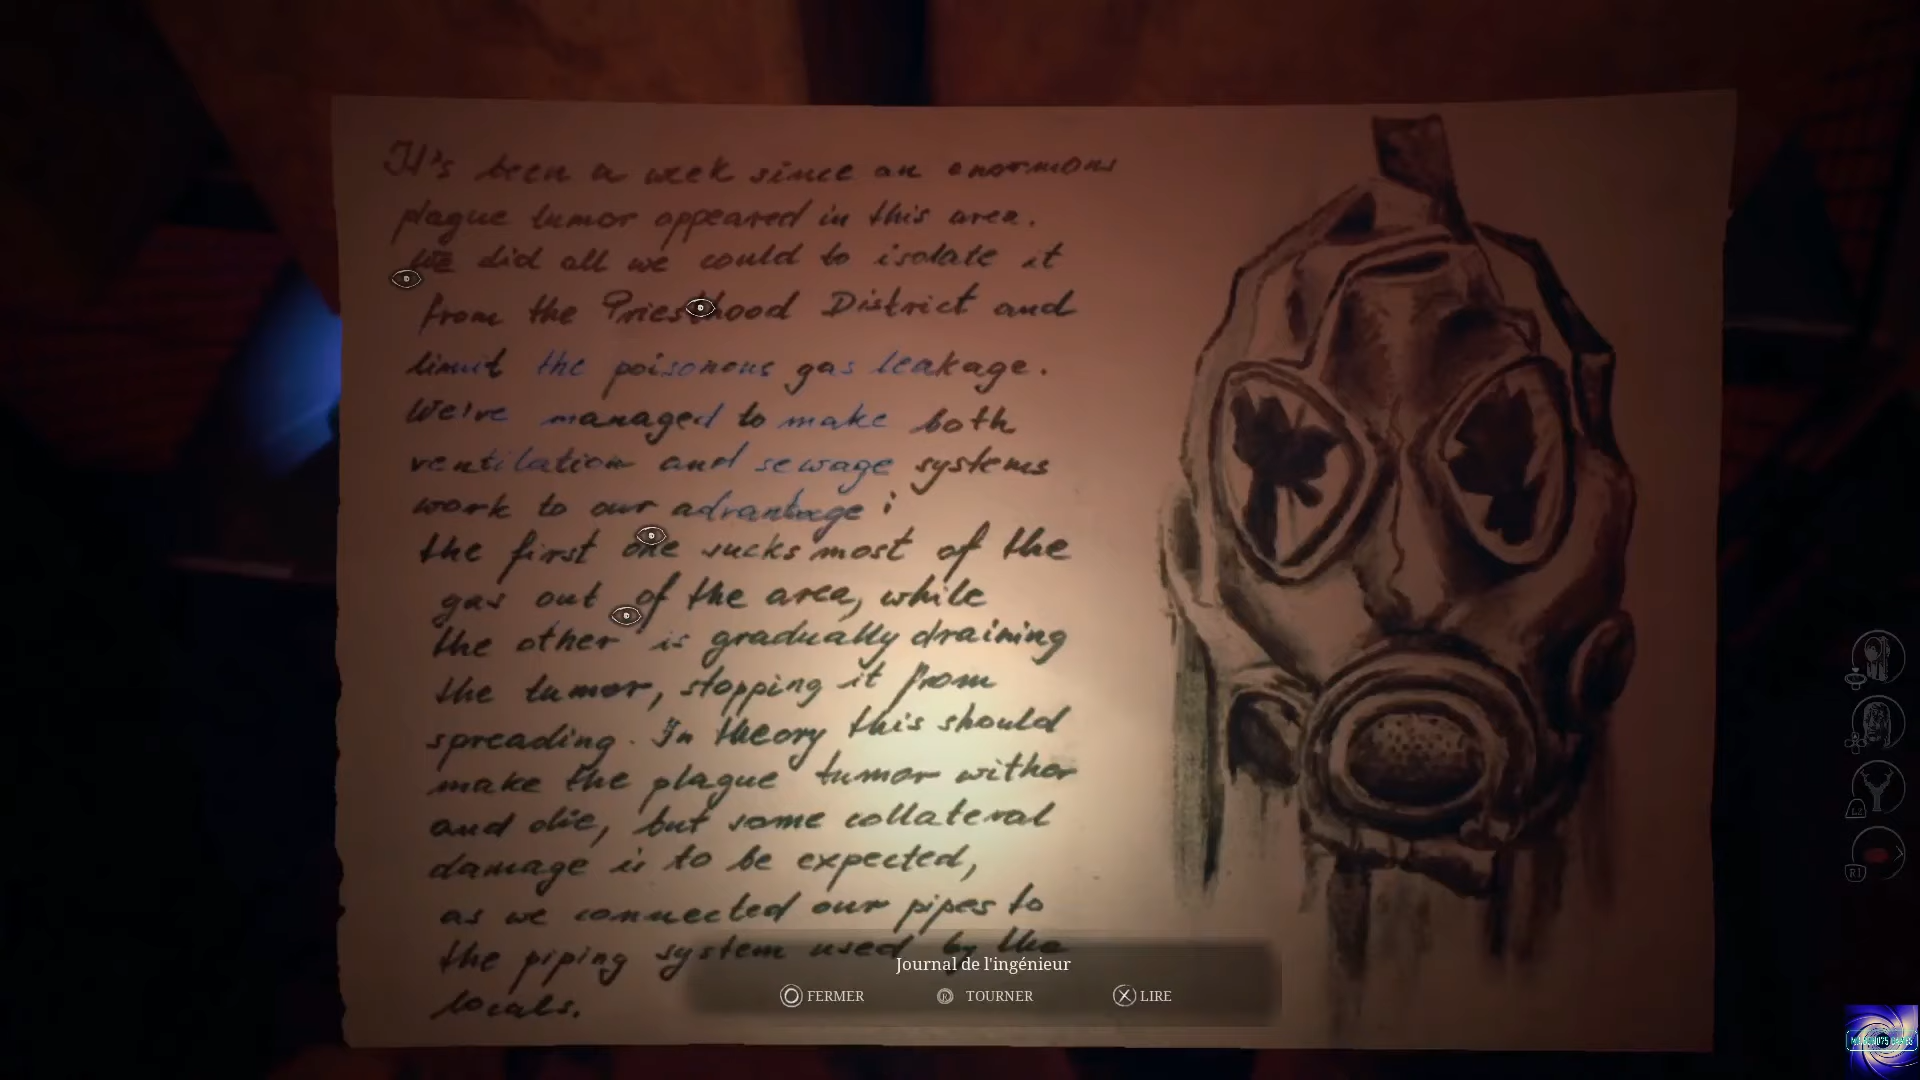 It's been a week since an enormous
plague tumor appeared in this area.
We did all we could to isolate it
from the Priesthood District and
limit the poisonous gas leakage.
We've managed to make both
ventilation and sewage systems
work to our advantage:
the first one sucks most of the
gas out of the area, while
the other is gradually draining
the tumor, stopping it from
spreading. In theory this should
make the plague tumor wither
and die, but some collateral
damage is to be expected,
as we connected our pipes to
the piping system used by the
locals.
Journal de l'ingénieur
FERMER R TOURNER LIRE
L2
R1